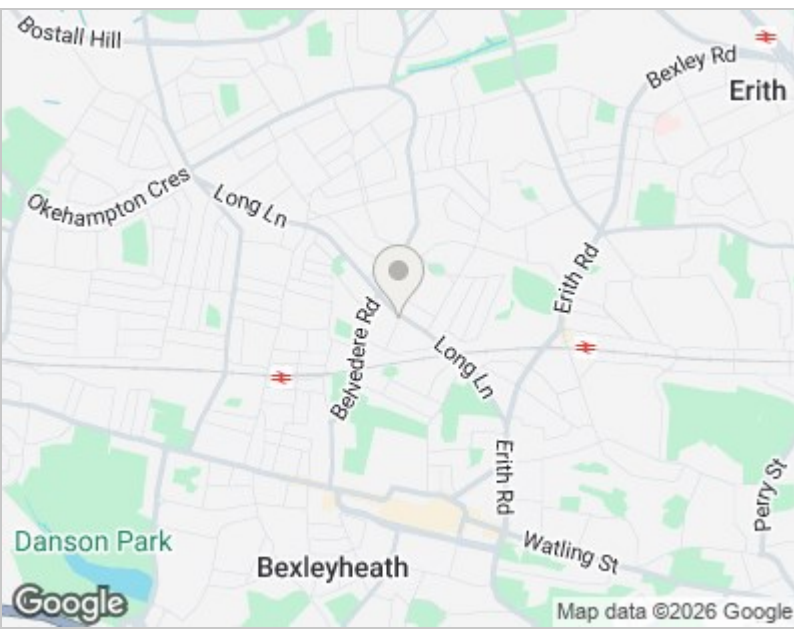 Bostall Hill
Bexley Rd
Erith
Okehampton Cres
Long Ln
Erith Rd
Belvedere Rd
Long Ln
Erith Rd
Perry St
Watling St
Danson Park
Bexleyheath
Google
Map data ©2026 Google